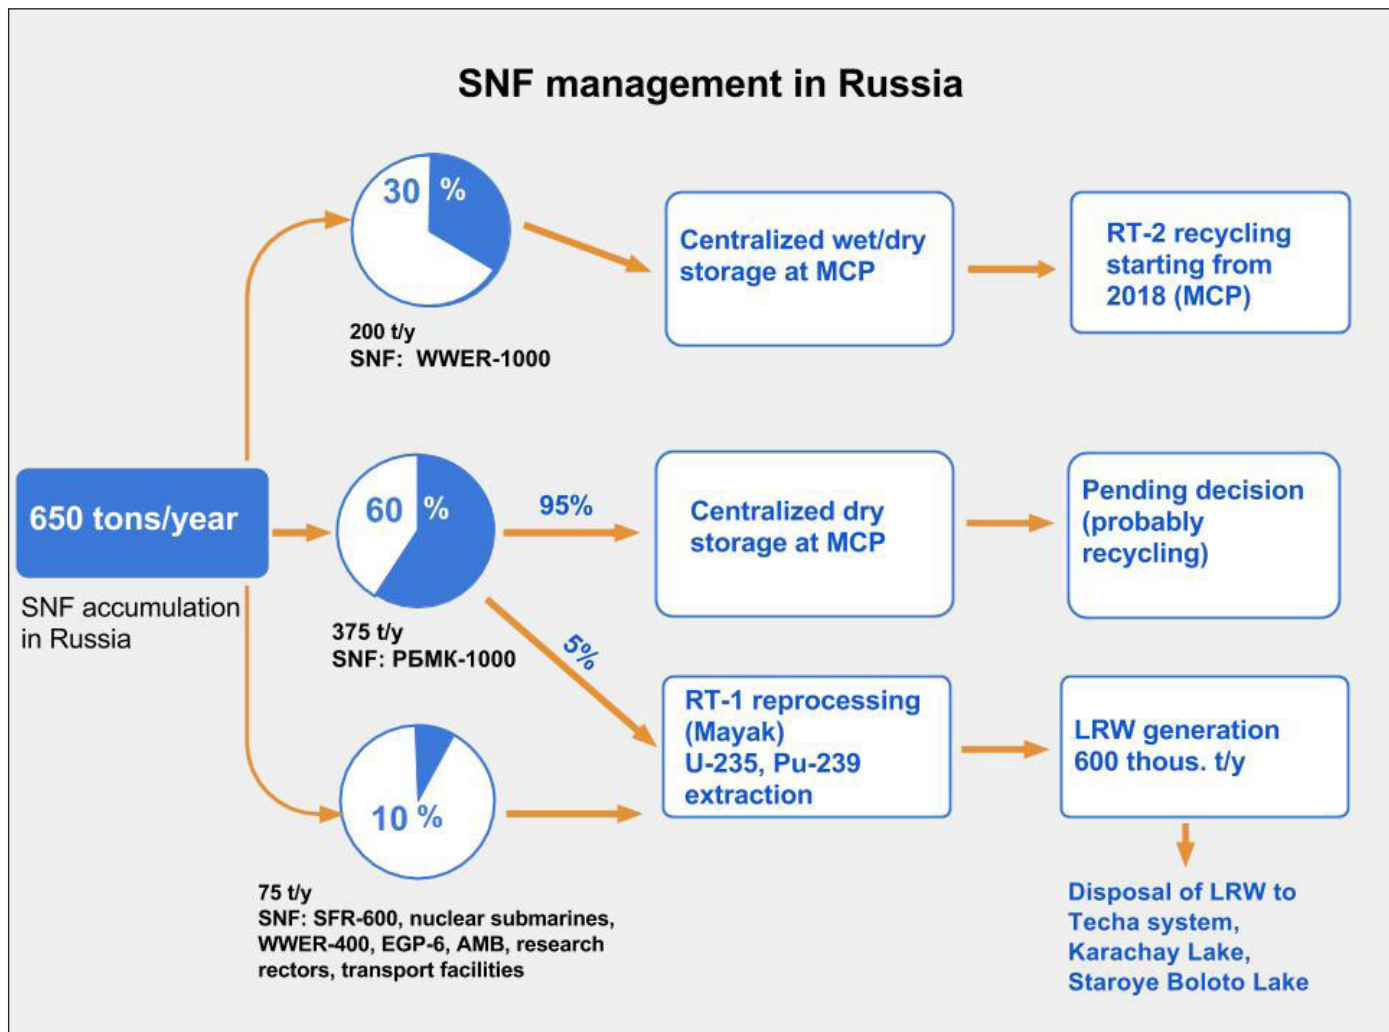 SNF management in Russia
30 %
200 t/y
SNF: WWER-1000
Centralized wet/dry
storage at MCP
RT-2 recycling
starting from
2018 (MCP)
650 tons/year
SNF accumulation
in Russia
60 %
375 t/y
SNF: РБМК-1000
95%
5%
Centralized dry
storage at MCP
Pending decision
(probably
recycling)
10 %
75 t/y
SNF: SFR-600, nuclear submarines,
WWER-400, EGP-6, AMB, research
rectors, transport facilities
RT-1 reprocessing
(Mayak)
U-235, Pu-239
extraction
LRW generation
600 thous. t/y
Disposal of LRW to
Techa system,
Karachay Lake,
Staroye Boloto Lake